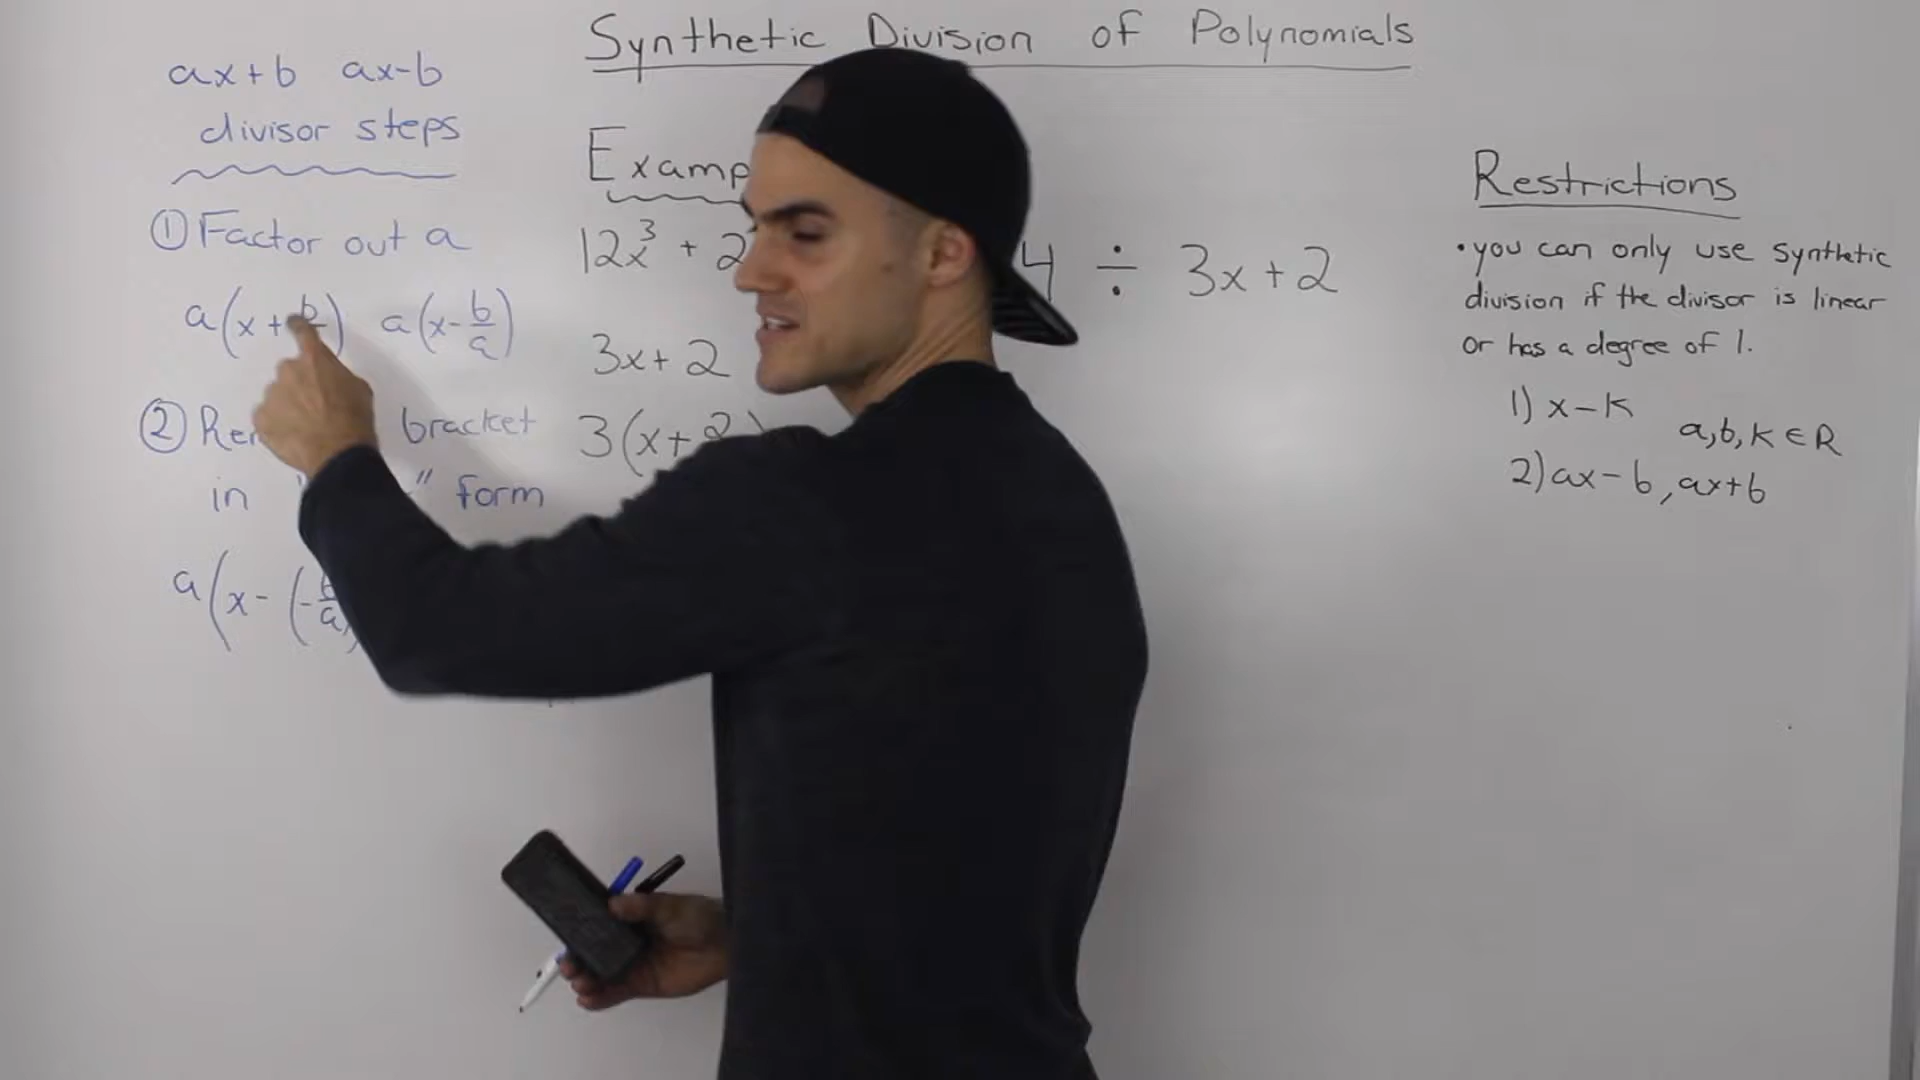 Synthetic Division of Polynomials
ax+b ax-b
divisor steps
① Factor out a
a(x+b/ ) a(x-b/a)
② bracket
in " " form
a(x-(-b/a)
12x³ + 2 4 ÷ 3x+2
3x+2
3(x+2
Restrictions
• you can only use synthetic
division if the divisor is linear
or has a degree of 1.
1) x-k
a,b,k ∈ R
2) ax-b, ax+b